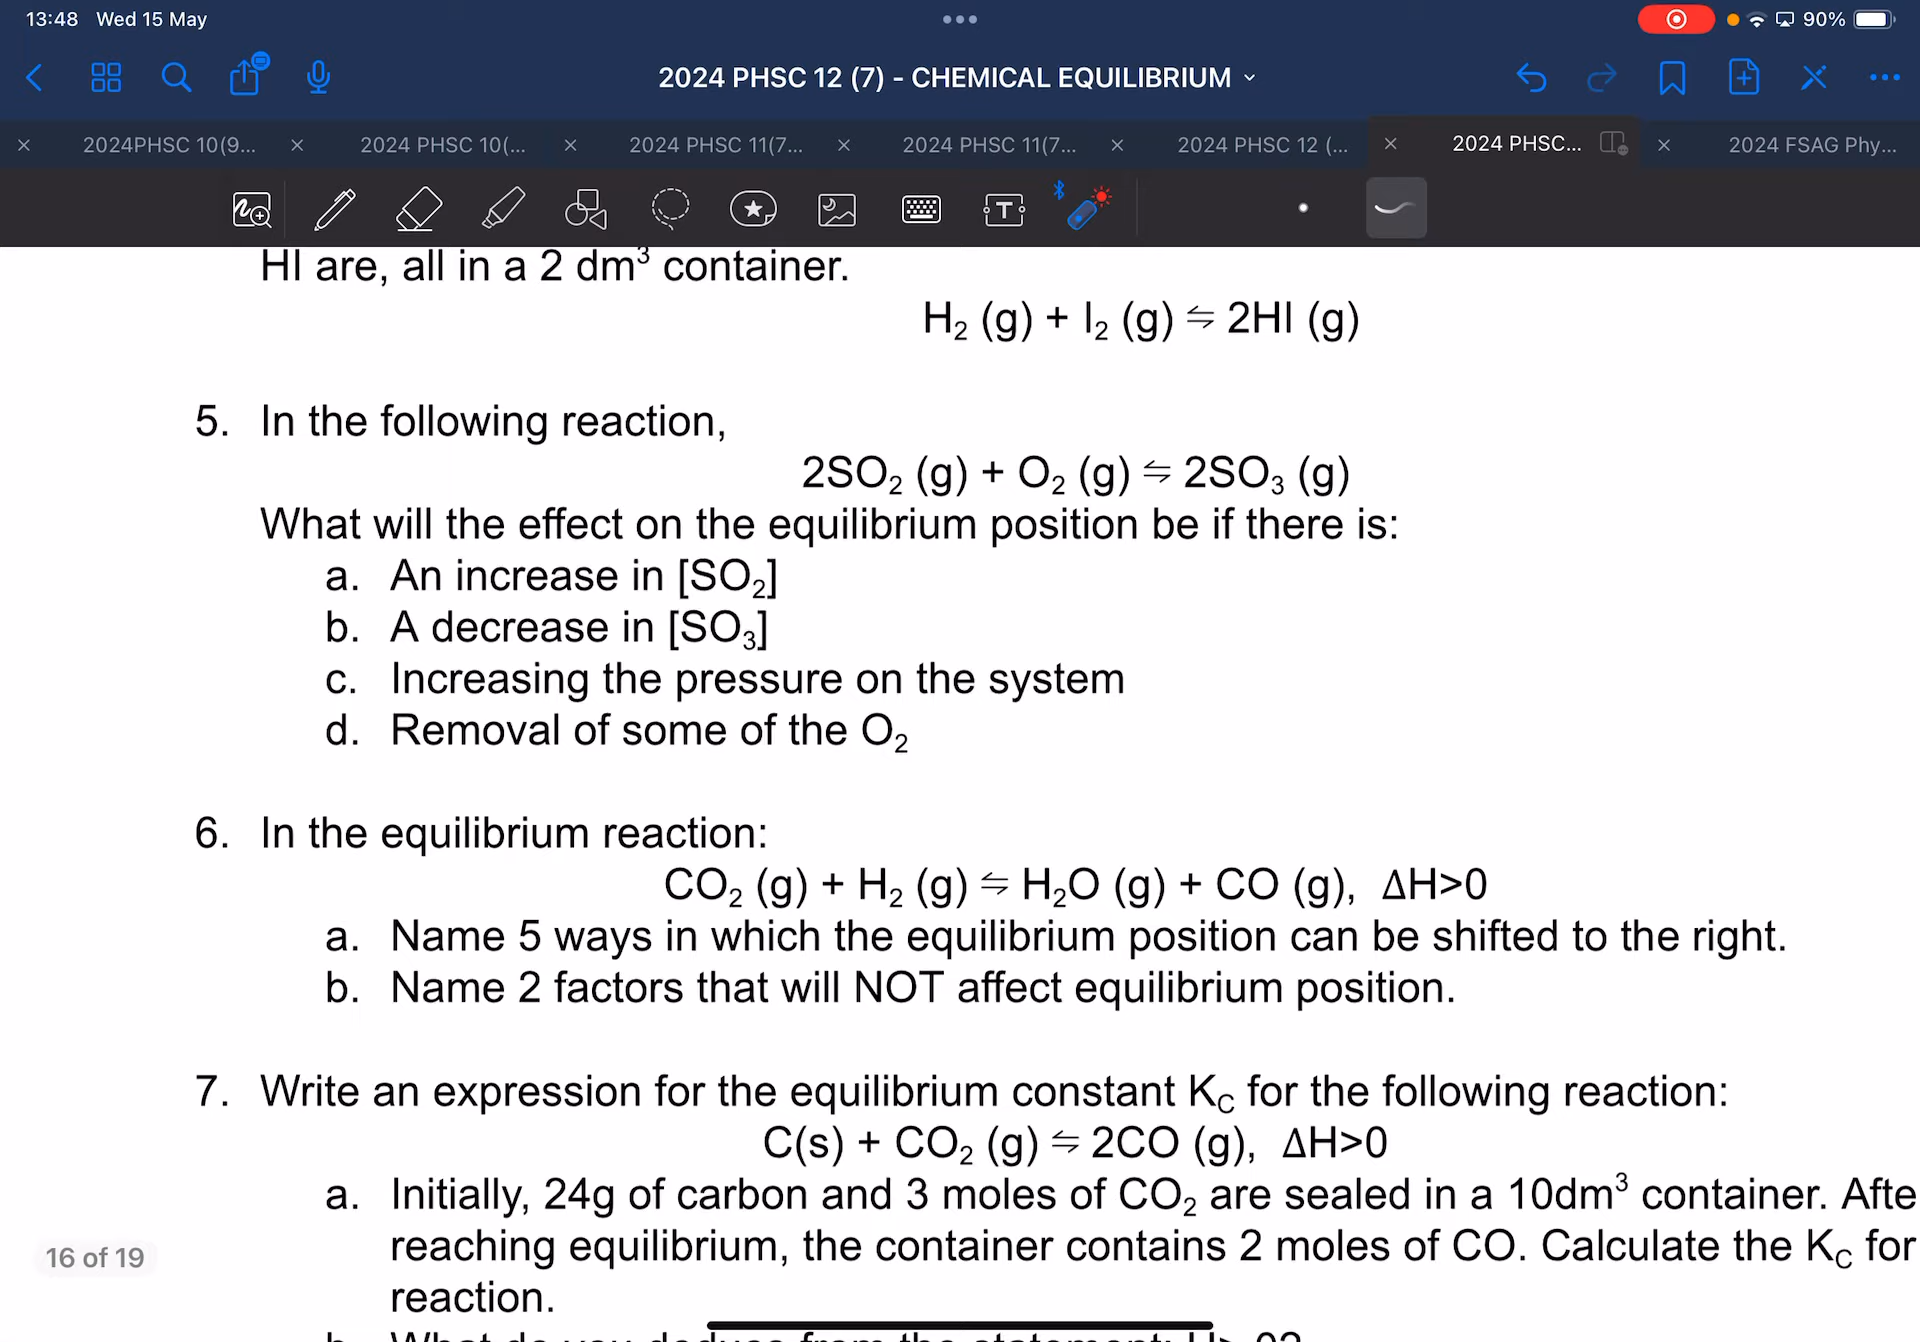 13:48 Wed 15 May
90%
2024 PHSC 12 (7) - CHEMICAL EQUILIBRIUM
2024PHSC 10(9... 2024 PHSC 10(... 2024 PHSC 11(7... 2024 PHSC 11(7... 2024 PHSC 12 (... 2024 PHSC... 2024 FSAG Phy...
HI are, all in a 2 dm³ container.
H₂ (g) + I₂ (g) ⇋ 2HI (g)
5. In the following reaction,
2SO₂ (g) + O₂ (g) ⇋ 2SO₃ (g)
What will the effect on the equilibrium position be if there is:
a. An increase in [SO₂]
b. A decrease in [SO₃]
c. Increasing the pressure on the system
d. Removal of some of the O₂
6. In the equilibrium reaction:
CO₂ (g) + H₂ (g) ⇋ H₂O (g) + CO (g), ΔH>0
a. Name 5 ways in which the equilibrium position can be shifted to the right.
b. Name 2 factors that will NOT affect equilibrium position.
7. Write an expression for the equilibrium constant K꜀ for the following reaction:
C(s) + CO₂ (g) ⇋ 2CO (g), ΔH>0
a. Initially, 24g of carbon and 3 moles of CO₂ are sealed in a 10dm³ container. Afte
reaching equilibrium, the container contains 2 moles of CO. Calculate the K꜀ for
16 of 19
reaction.
What do you deduce from the statement: